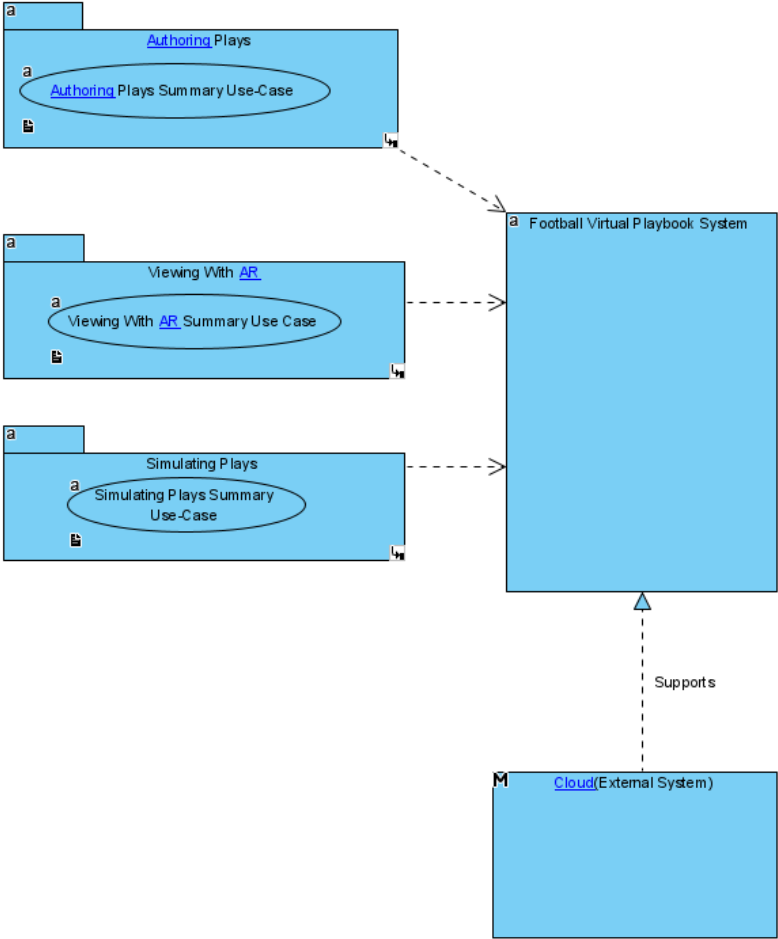 a
Authoring Plays
a
Authoring Plays Summary Use-Case
a
Football Virtual Playbook System
a
Viewing With AR
a
Viewing With AR Summary Use Case
a
Simulating Plays
a
Simulating Plays Summary
Use-Case
Supports
M
Cloud(External System)